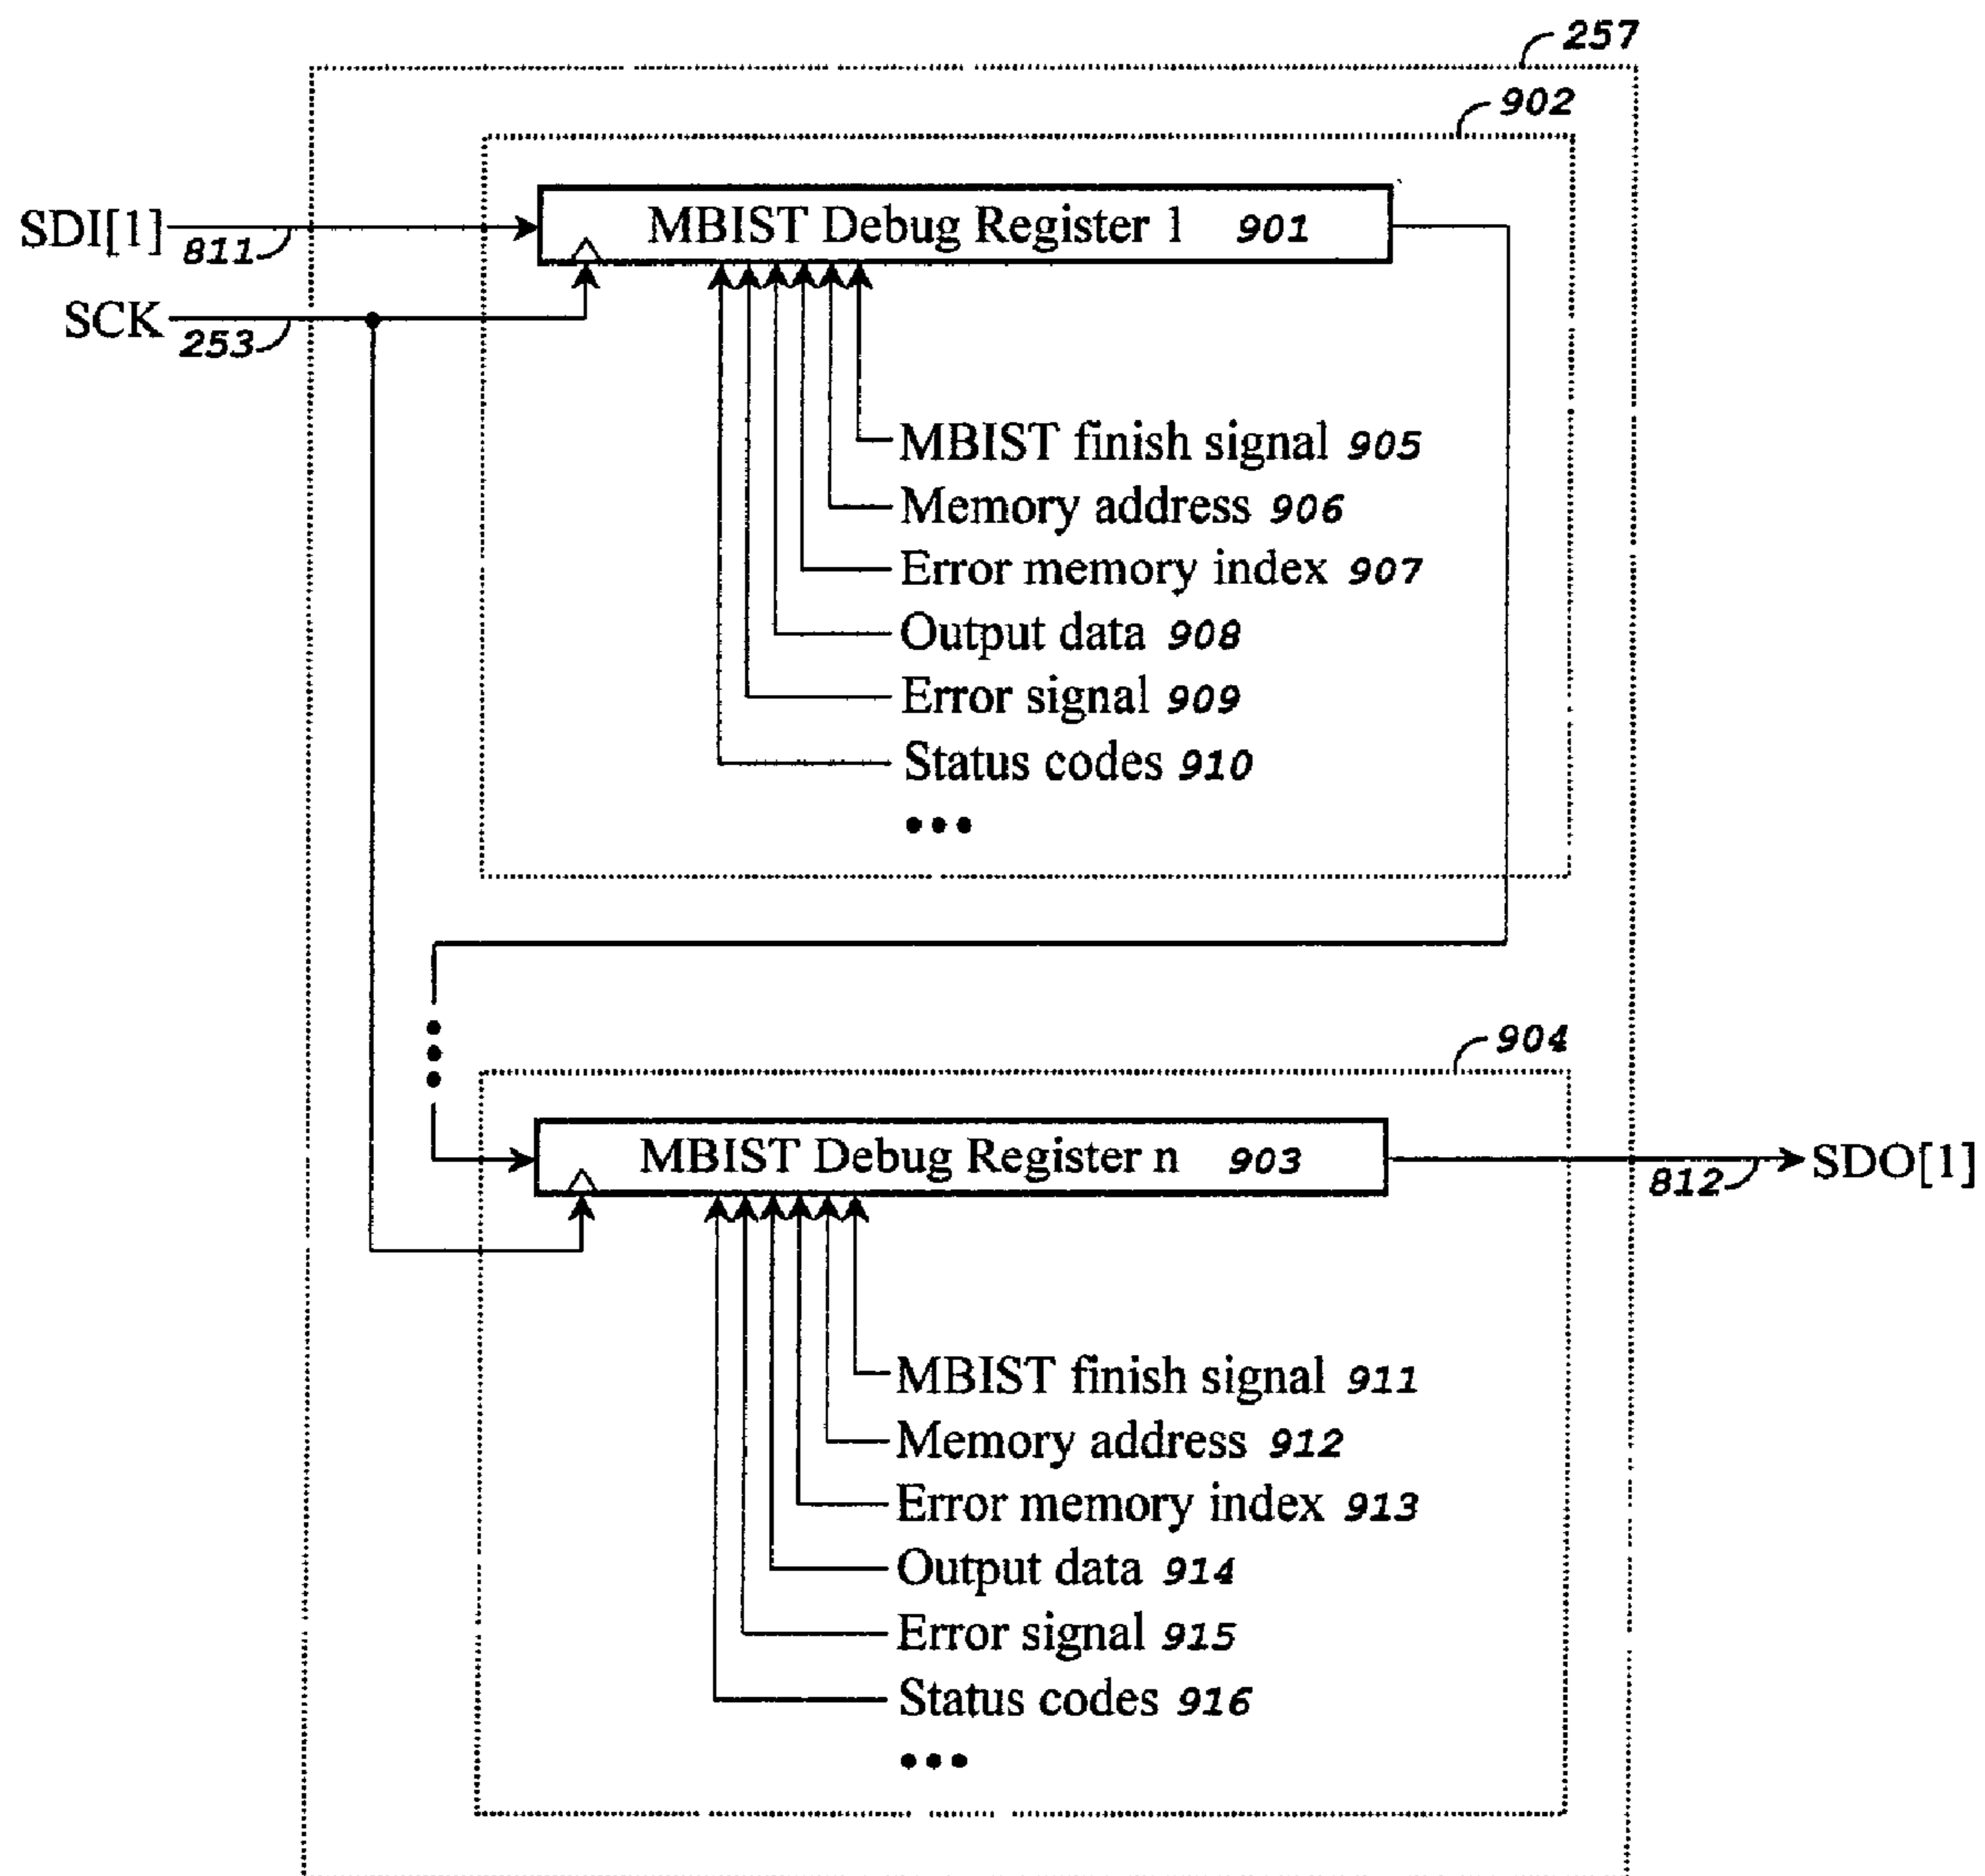 257
902
SDI[1] 811
MBIST Debug Register 1 901
SCK 253
MBIST finish signal 905
Memory address 906
Error memory index 907
Output data 908
Error signal 909
Status codes 910
•••
904
MBIST Debug Register n 903
812 SDO[1]
MBIST finish signal 911
Memory address 912
Error memory index 913
Output data 914
Error signal 915
Status codes 916
•••